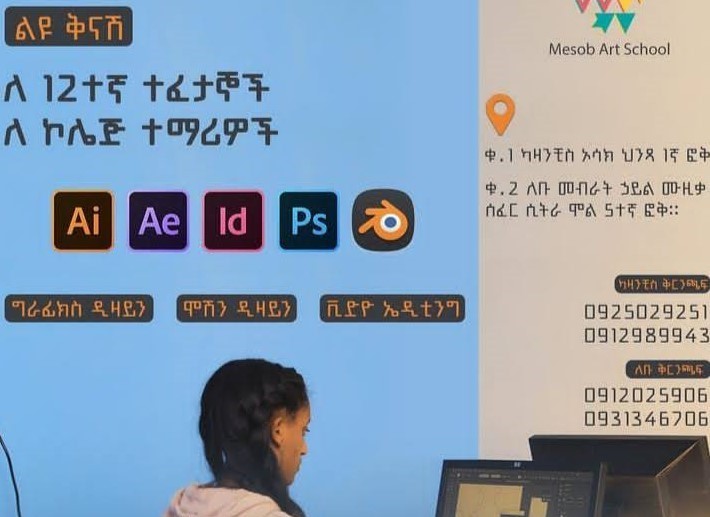 ልዩ ቅናሽ
ለ 12ተኛ ተፈታኞች
ለ ኮሌጅ ተማሪዎች
Ai Ae Id Ps
ግራፊክስ ዲዛይን ሞሽን ዲዛይን ቪድዮ ኤዲቲንግ
Mesob Art School
ቁ.1 ካዛንቺስ ኦሳክ ህንጻ 1ኛ ፎቅ
ቁ.2 ለቡ መብራት ኃይል ሙዚቃ
ሰፈር ሲትራ ሞል 5ተኛ ፎቅ።
ካዛንቺስ ቅርንጫፍ
0925029251
0912989943
ለቡ ቅርንጫፍ
0912025906
0931346706